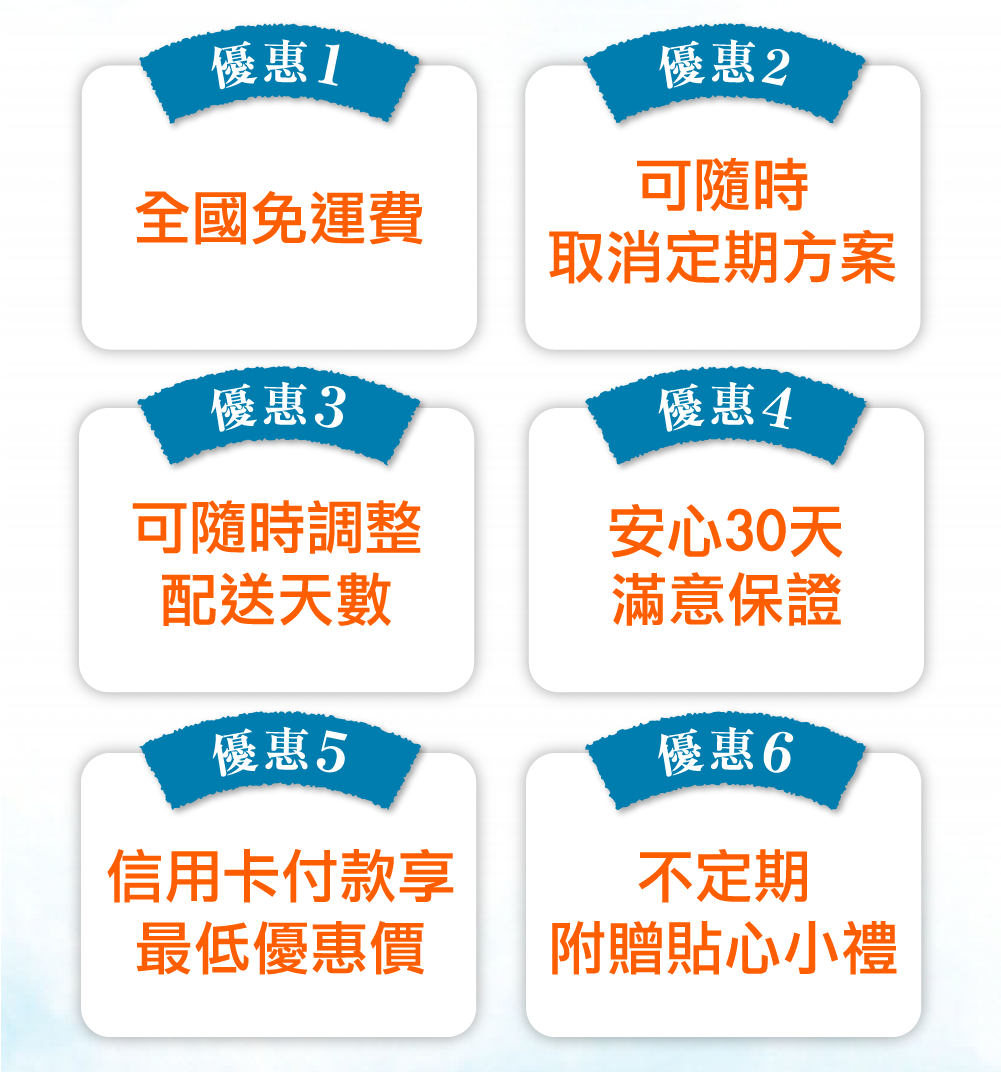 優惠1
全國免運費
優惠2
可隨時
取消定期方案
優惠3
可隨時調整
配送天數
優惠4
安心30天
滿意保證
優惠5
信用卡付款享
最低優惠價
優惠6
不定期
附贈貼心小禮